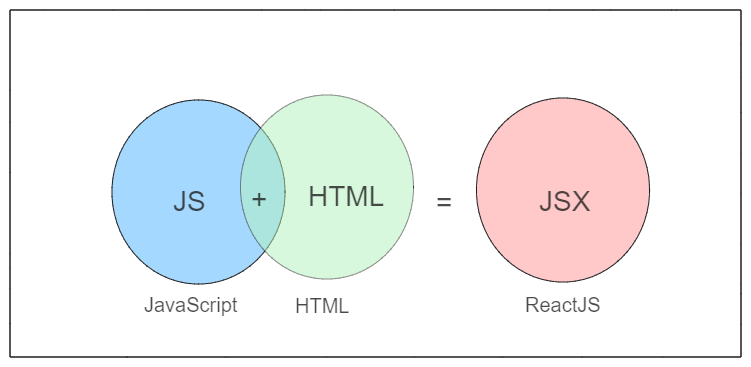 JS + HTML = JSX
JavaScript HTML ReactJS